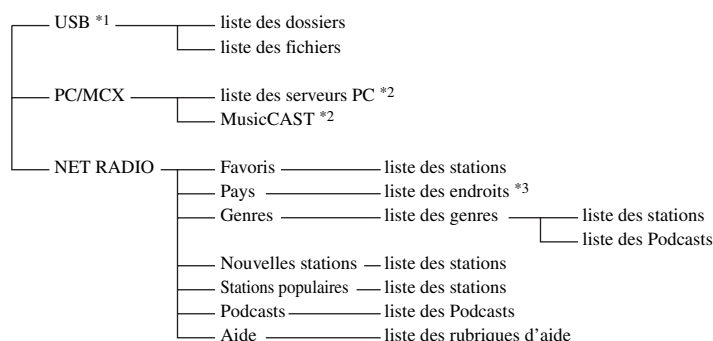 USB *1 liste des dossiers
liste des fichiers
PC/MCX liste des serveurs PC *2
MusicCAST *2
NET RADIO Favoris liste des stations
Pays liste des endroits *3
Genres liste des genres liste des stations
liste des Podcasts
Nouvelles stations liste des stations
Stations populaires liste des stations
Podcasts liste des Podcasts
Aide liste des rubriques d'aide